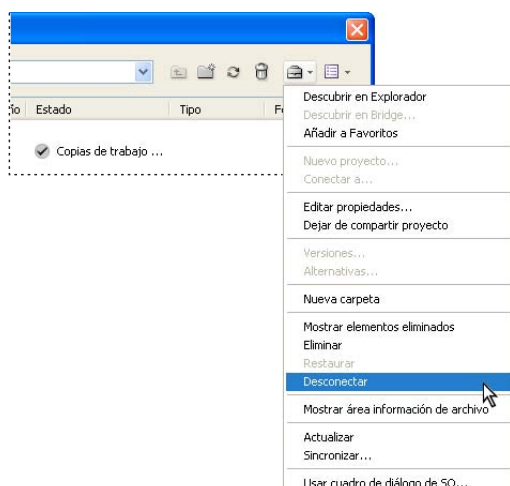 Estado Tipo
Copias de trabajo ...
Descubrir en Explorador
Descubrir en Bridge...
Añadir a Favoritos
Nuevo proyecto...
Conectar a...
Editar propiedades...
Dejar de compartir proyecto
Versiones...
Alternativas...
Nueva carpeta
Mostrar elementos eliminados
Eliminar
Restaurar
Desconectar
Mostrar área información de archivo
Actualizar
Sincronizar...
Usar cuadro de diálogo de SO...